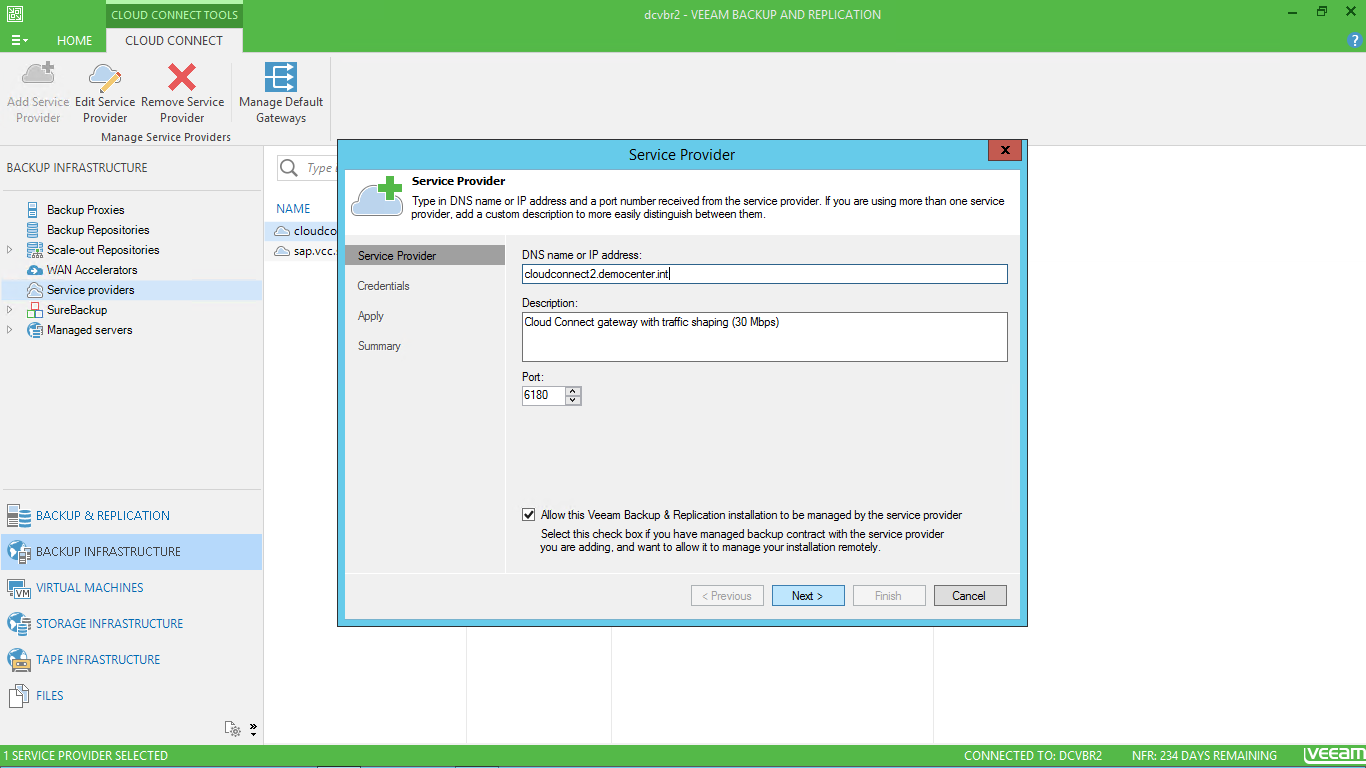 CLOUD CONNECT TOOLS
dcvbr2 - VEEAM BACKUP AND REPLICATION
HOME
CLOUD CONNECT
?
Add Service
Provider
Edit Service
Provider
Remove Service
Provider
Manage Default
Gateways
Manage Service Providers
BACKUP INFRASTRUCTURE
Backup Proxies
Backup Repositories
Scale-out Repositories
WAN Accelerators
Service providers
SureBackup
Managed servers
BACKUP & REPLICATION
BACKUP INFRASTRUCTURE
VIRTUAL MACHINES
STORAGE INFRASTRUCTURE
TAPE INFRASTRUCTURE
FILES
Type
NAME
cloudco
sap.vcc.
Service Provider
x
Service Provider
Type in DNS name or IP address and a port number received from the service provider. If you are using more than one service
provider, add a custom description to more easily distinguish between them.
Service Provider
Credentials
Apply
Summary
DNS name or IP address:
cloudconnect2.democenter.int
Description:
Cloud Connect gateway with traffic shaping (30 Mbps)
Port:
6180
Allow this Veeam Backup & Replication installation to be managed by the service provider
Select this check box if you have managed backup contract with the service provider
you are adding, and want to allow it to manage your installation remotely.
< Previous
Next >
Finish
Cancel
1 SERVICE PROVIDER SELECTED
CONNECTED TO: DCVBR2
NFR: 234 DAYS REMAINING
veeam